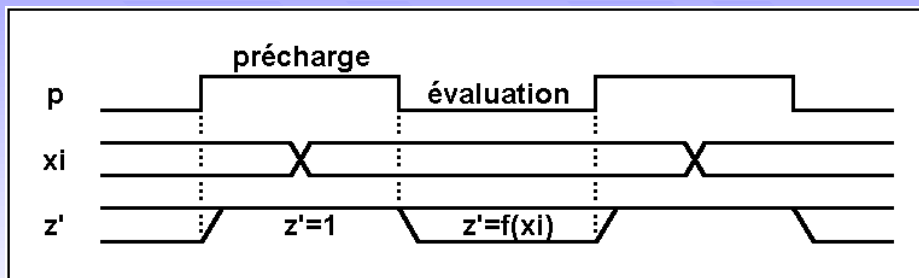 précharge
p
évaluation
xi
z'
z'=1
z'=f(xi)